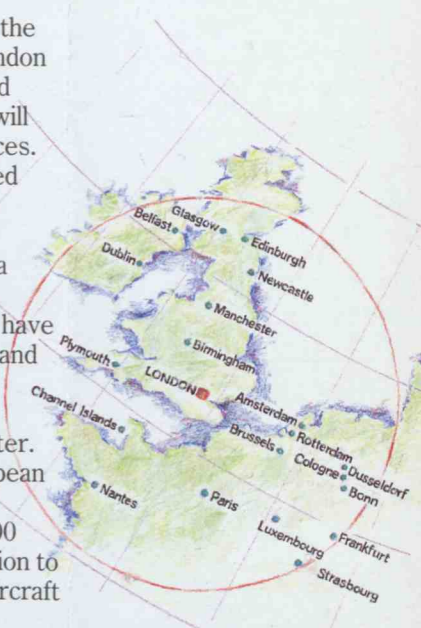 the
ndon
d
will
ces.
ed
a
have
and
ter.
pean
00
ion to
rcraft
Glasgow
Belfast
Edinburgh
Dublin
Newcastle
Manchester
Birmingham
Plymouth
LONDON
Channel Islands
Amsterdam
Rotterdam
Brussels
Cologne
Dusseldorf
Bonn
Nantes
Paris
Luxembourg
Frankfurt
Strasbourg